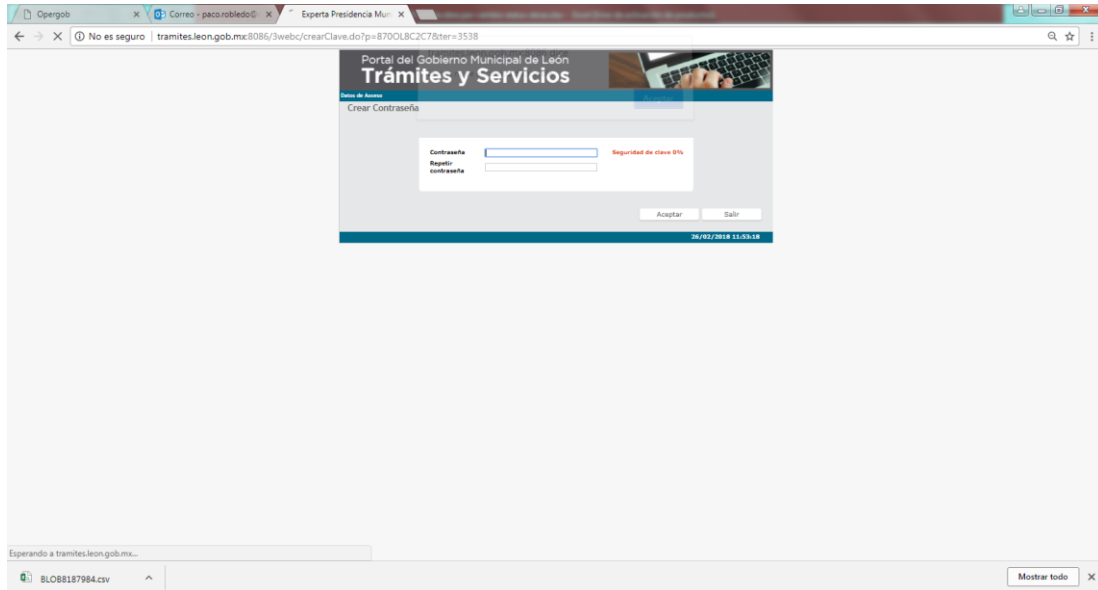 Opergob
Correo - paco.robledo@
Experta Presidencia Mun
No es seguro | tramites.leon.gob.mx:8086/3webc/crearClave.do?p=870OL8C2C7&ter=3538
Portal del Gobierno Municipal de León
Trámites y Servicios
Datos de Acceso
Aceptar
Crear Contraseña
Contraseña
Seguridad de clave 0%
Repetir
contraseña
Aceptar
Salir
26/02/2018 11:53:18
Esperando a tramites.leon.gob.mx...
BLOB8187984.csv
Mostrar todo